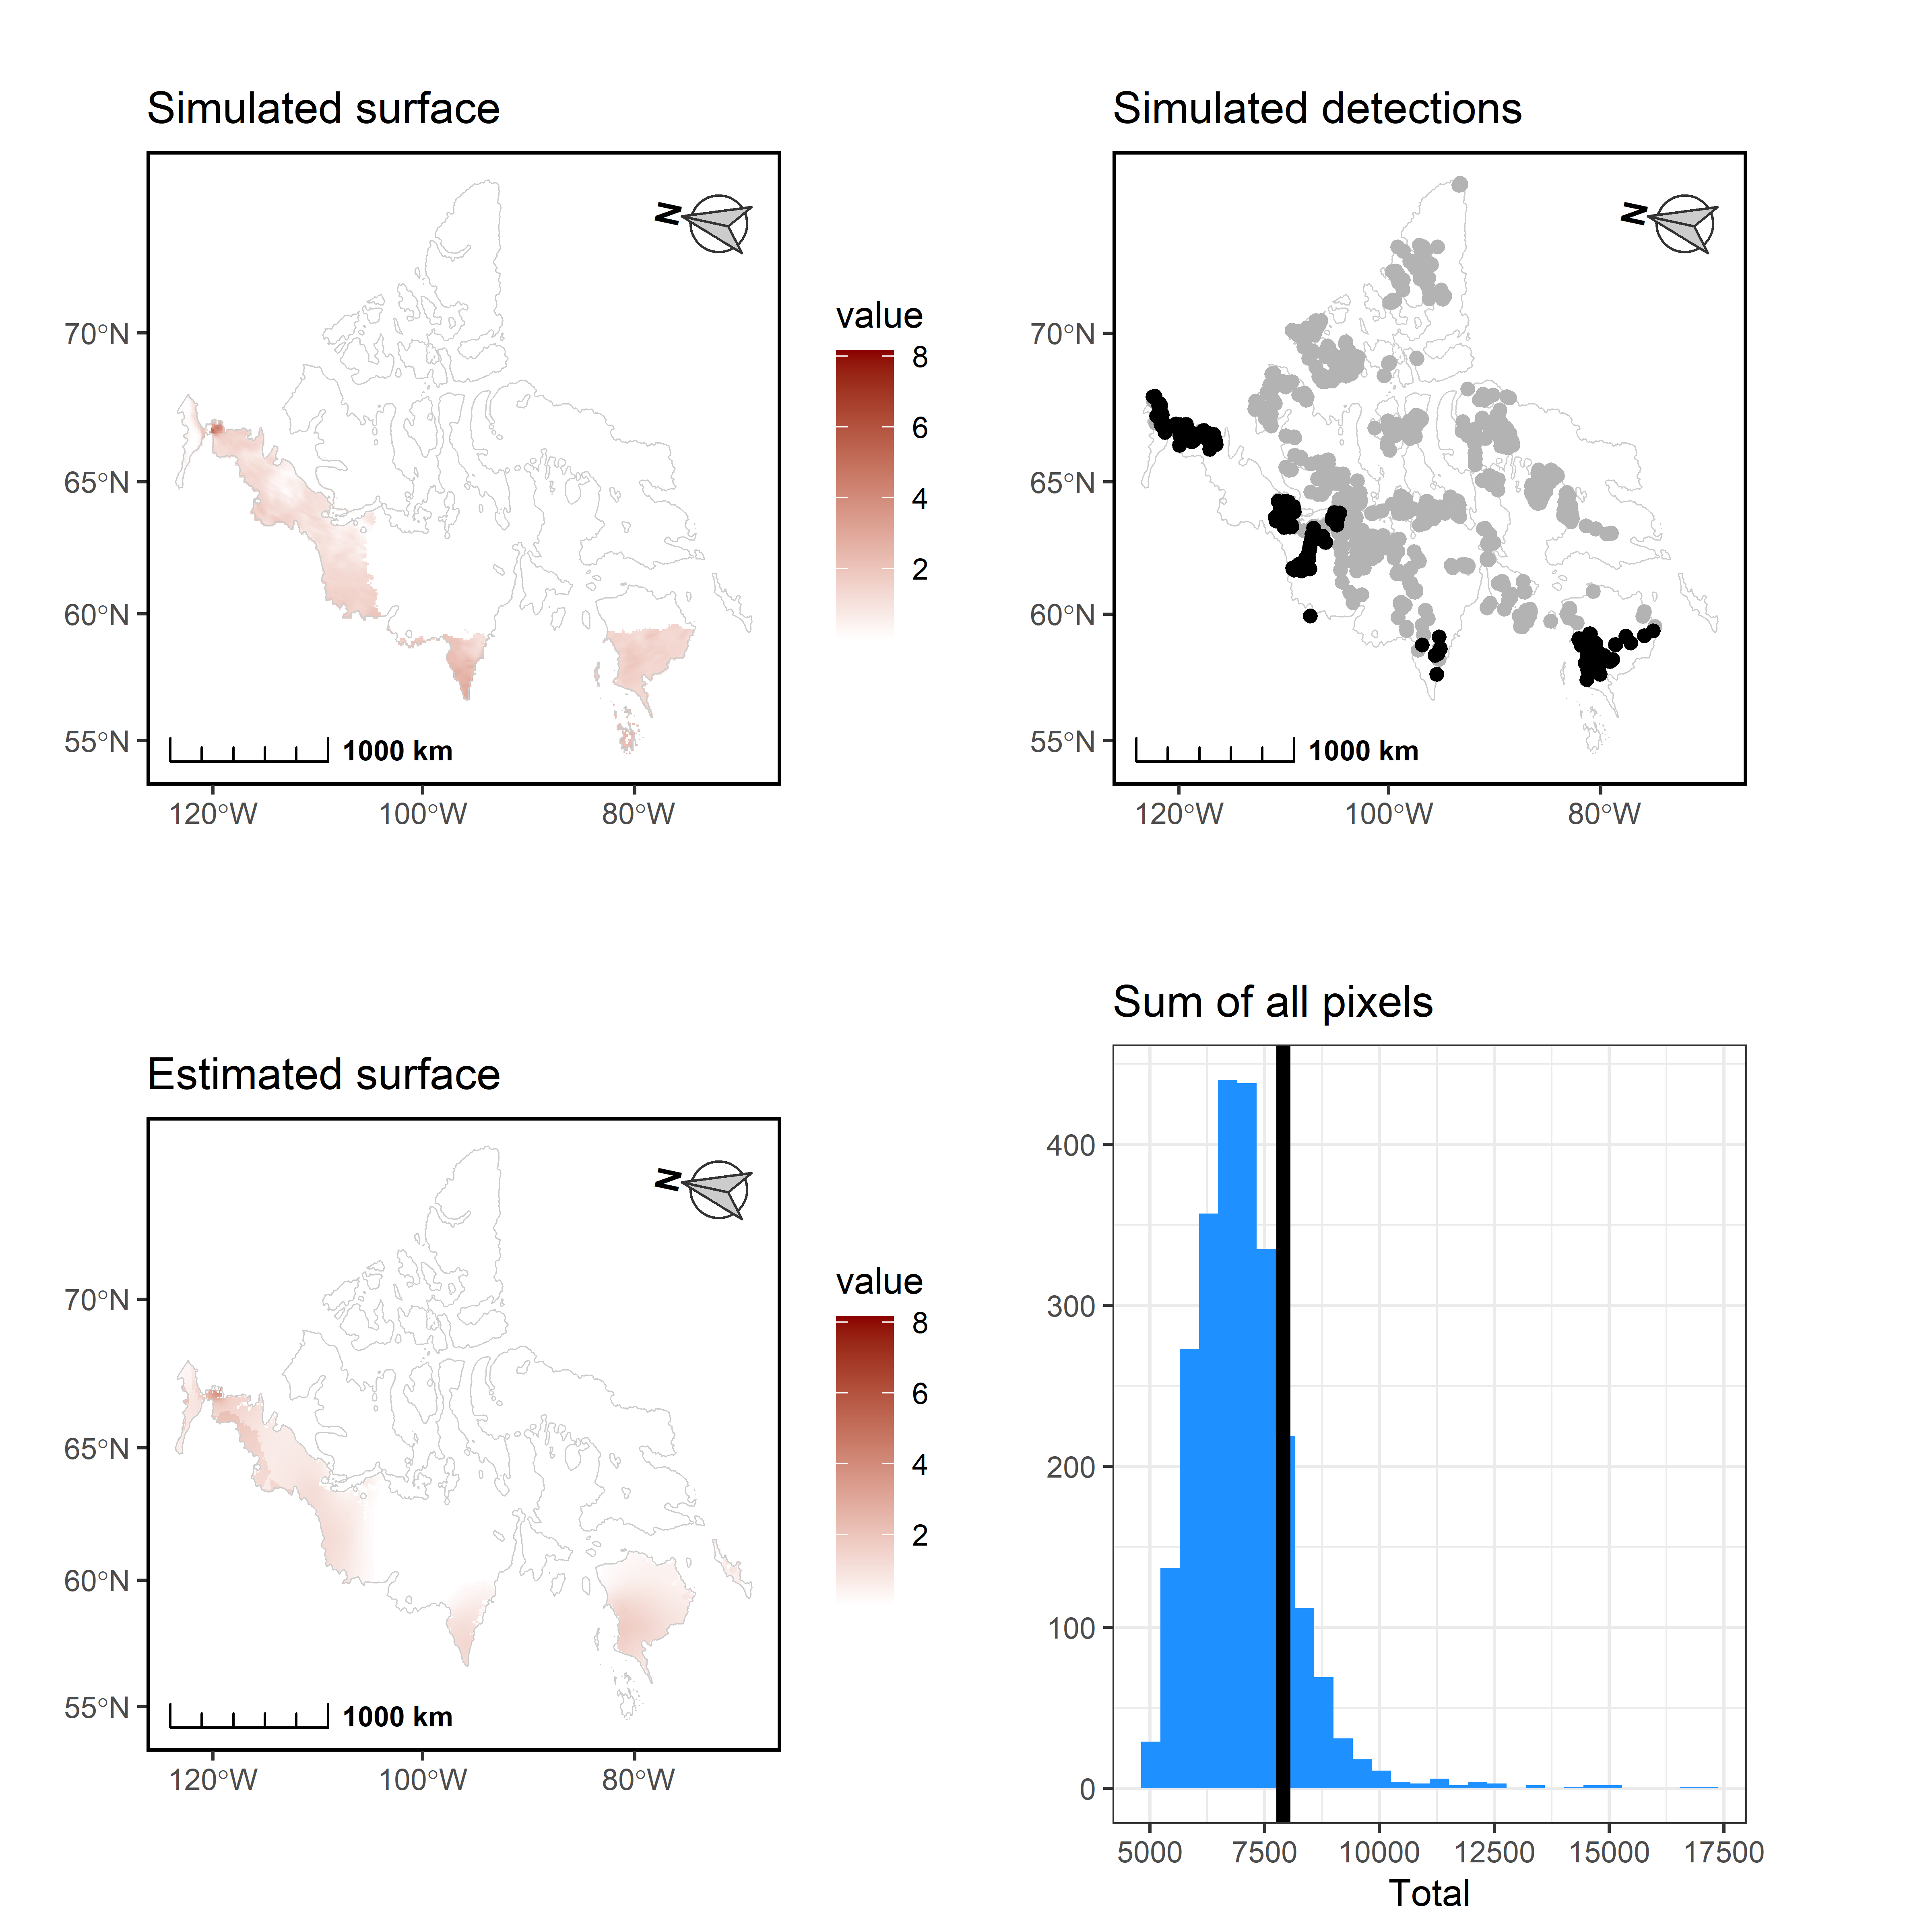 Simulated surface
N
70°N
65°N
60°N
55°N
1000 km
120°W 100°W 80°W
value
8
6
4
2
Simulated detections
N
70°N
65°N
60°N
55°N
1000 km
120°W 100°W 80°W
Estimated surface
N
70°N
65°N
60°N
55°N
1000 km
120°W 100°W 80°W
value
8
6
4
2
Sum of all pixels
400
300
200
100
0
5000 7500 10000 12500 15000 17500
Total